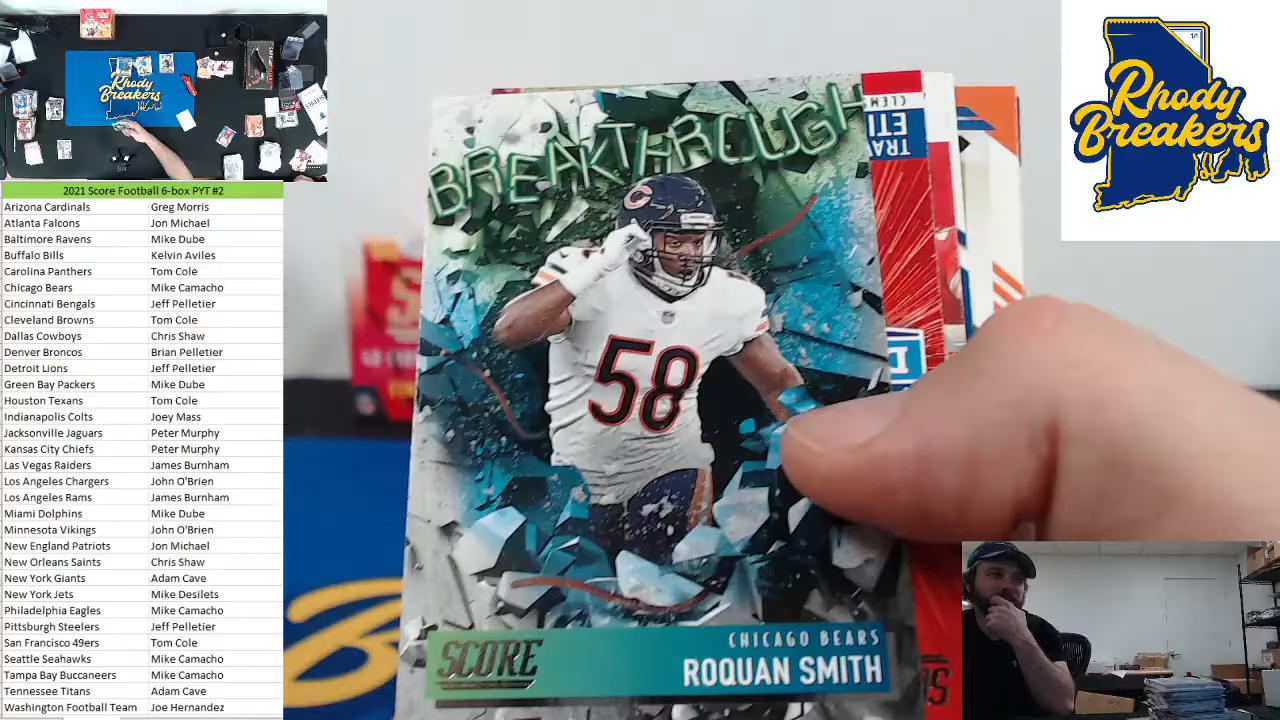 2021 Score Football 6-box PYT #2
Arizona Cardinals Greg Morris
Atlanta Falcons Jon Michael
Baltimore Ravens Mike Dube
Buffalo Bills Kelvin Aviles
Carolina Panthers Tom Cole
Chicago Bears Mike Camacho
Cincinnati Bengals Jeff Pelletier
Cleveland Browns Tom Cole
Dallas Cowboys Chris Shaw
Denver Broncos Brian Pelletier
Detroit Lions Jeff Pelletier
Green Bay Packers Mike Dube
Houston Texans Tom Cole
Indianapolis Colts Joey Mass
Jacksonville Jaguars Peter Murphy
Kansas City Chiefs Peter Murphy
Las Vegas Raiders James Burnham
Los Angeles Chargers John O'Brien
Los Angeles Rams James Burnham
Miami Dolphins Mike Dube
Minnesota Vikings John O'Brien
New England Patriots Jon Michael
New Orleans Saints Chris Shaw
New York Giants Adam Cave
New York Jets Mike Desilets
Philadelphia Eagles Mike Camacho
Pittsburgh Steelers Jeff Pelletier
San Francisco 49ers Tom Cole
Seattle Seahawks Mike Camacho
Tampa Bay Buccaneers Mike Camacho
Tennessee Titans Adam Cave
Washington Football Team Joe Hernandez
Rhody
Breakers
BREAKTHROUGH
C
58
58
SCORE
CHICAGO BEARS
ROQUAN SMITH
CLEMS
TRA
ETI
Rhody
Breakers
1/1